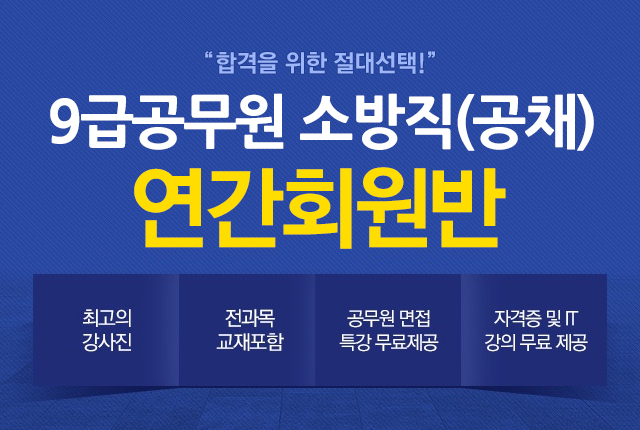 “합격을 위한 절대선택!”
9급공무원 소방직(공채)
연간회원반
최고의
강사진
전과목
교재포함
공무원 면접
특강 무료제공
자격증 및 IT
강의 무료 제공